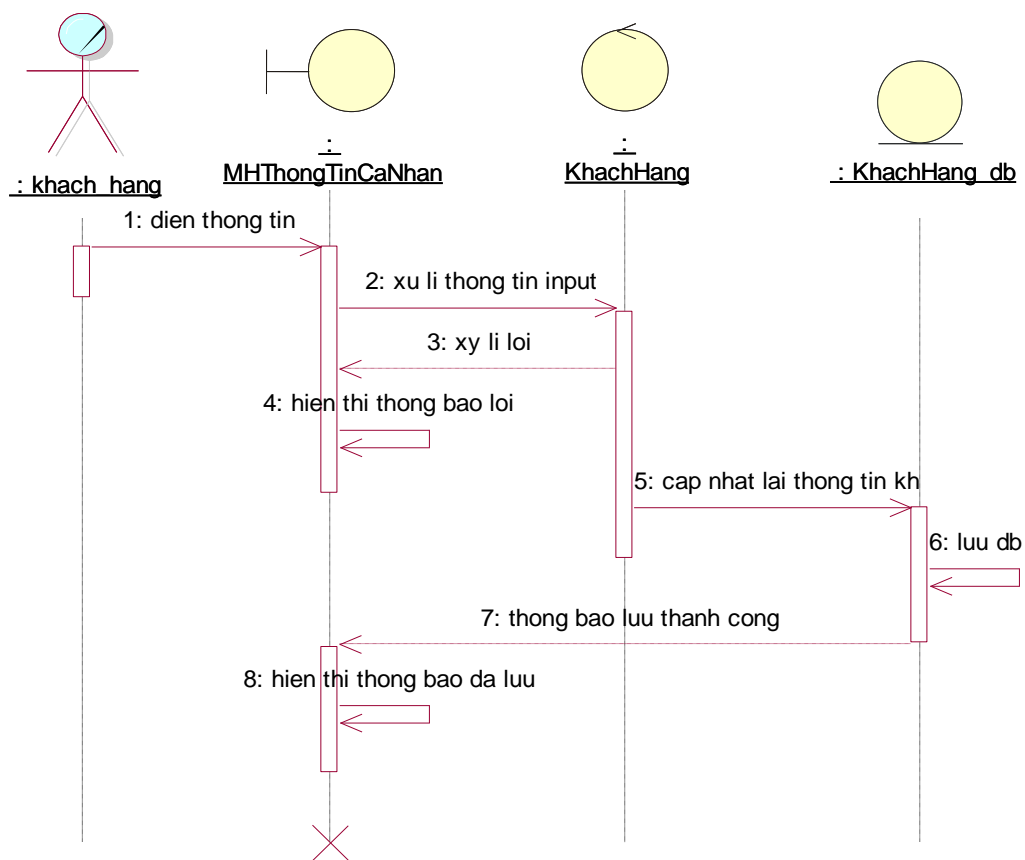 : khach_hang
:
MHThongTinCaNhan
:
KhachHang
: KhachHang_db
1: dien thong tin
2: xu li thong tin input
3: xy li loi
4: hien thi thong bao loi
5: cap nhat lai thong tin kh
6: luu db
7: thong bao luu thanh cong
8: hien thi thong bao da luu